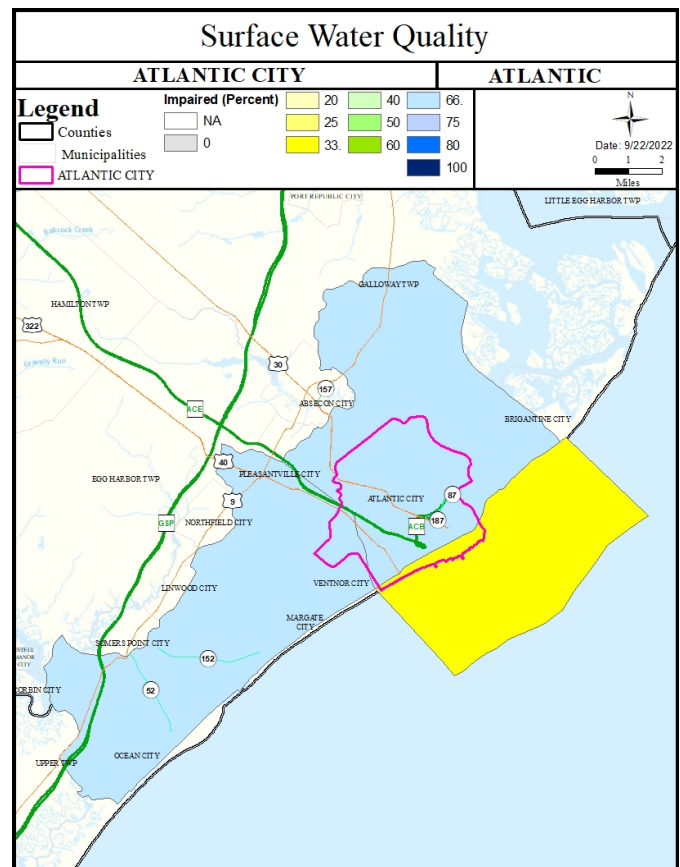 Surface Water Quality
ATLANTIC CITY
ATLANTIC
Legend
Counties
Municipalities
ATLANTIC CITY
Impaired (Percent)
NA
0
20
25
33.
40
50
60
66.
75
80
100
N
Date: 9/22/2022
0 1 2
Miles
PORT REPUBLIC CITY
LITTLE EGG HARBOR TWP
Babcock Creek
GALLOWAY TWP
HAMILTON TWP
322
Gravelly Run
30
157
ABSECON CITY
ACE
BRIGANTINE CITY
40
PLEASANTVILLE CITY
EGG HARBOR TWP
9
ATLANTIC CITY
87
187
ACB
GSP
NORTHFIELD CITY
LINWOOD CITY
VENTNOR CITY
MARGATE
CITY
SOMERS POINT CITY
MANOR
CITY
152
CORBIN CITY
52
OCEAN CITY
UPPER TWP